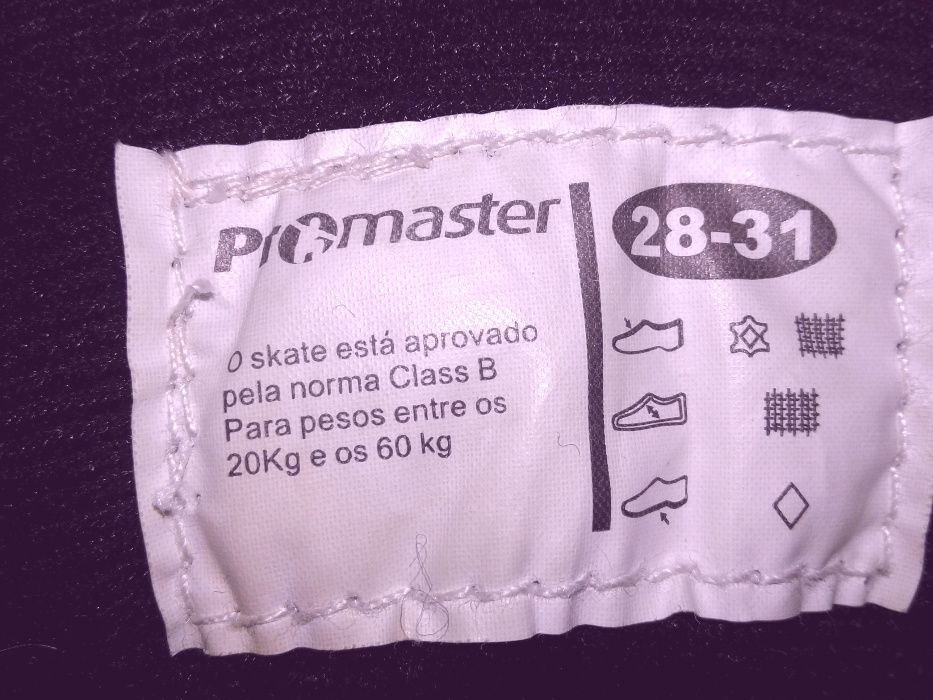 Promaster
O skate está aprovado
pela norma Class B
Para pesos entre os
20Kg e os 60 kg
28-31